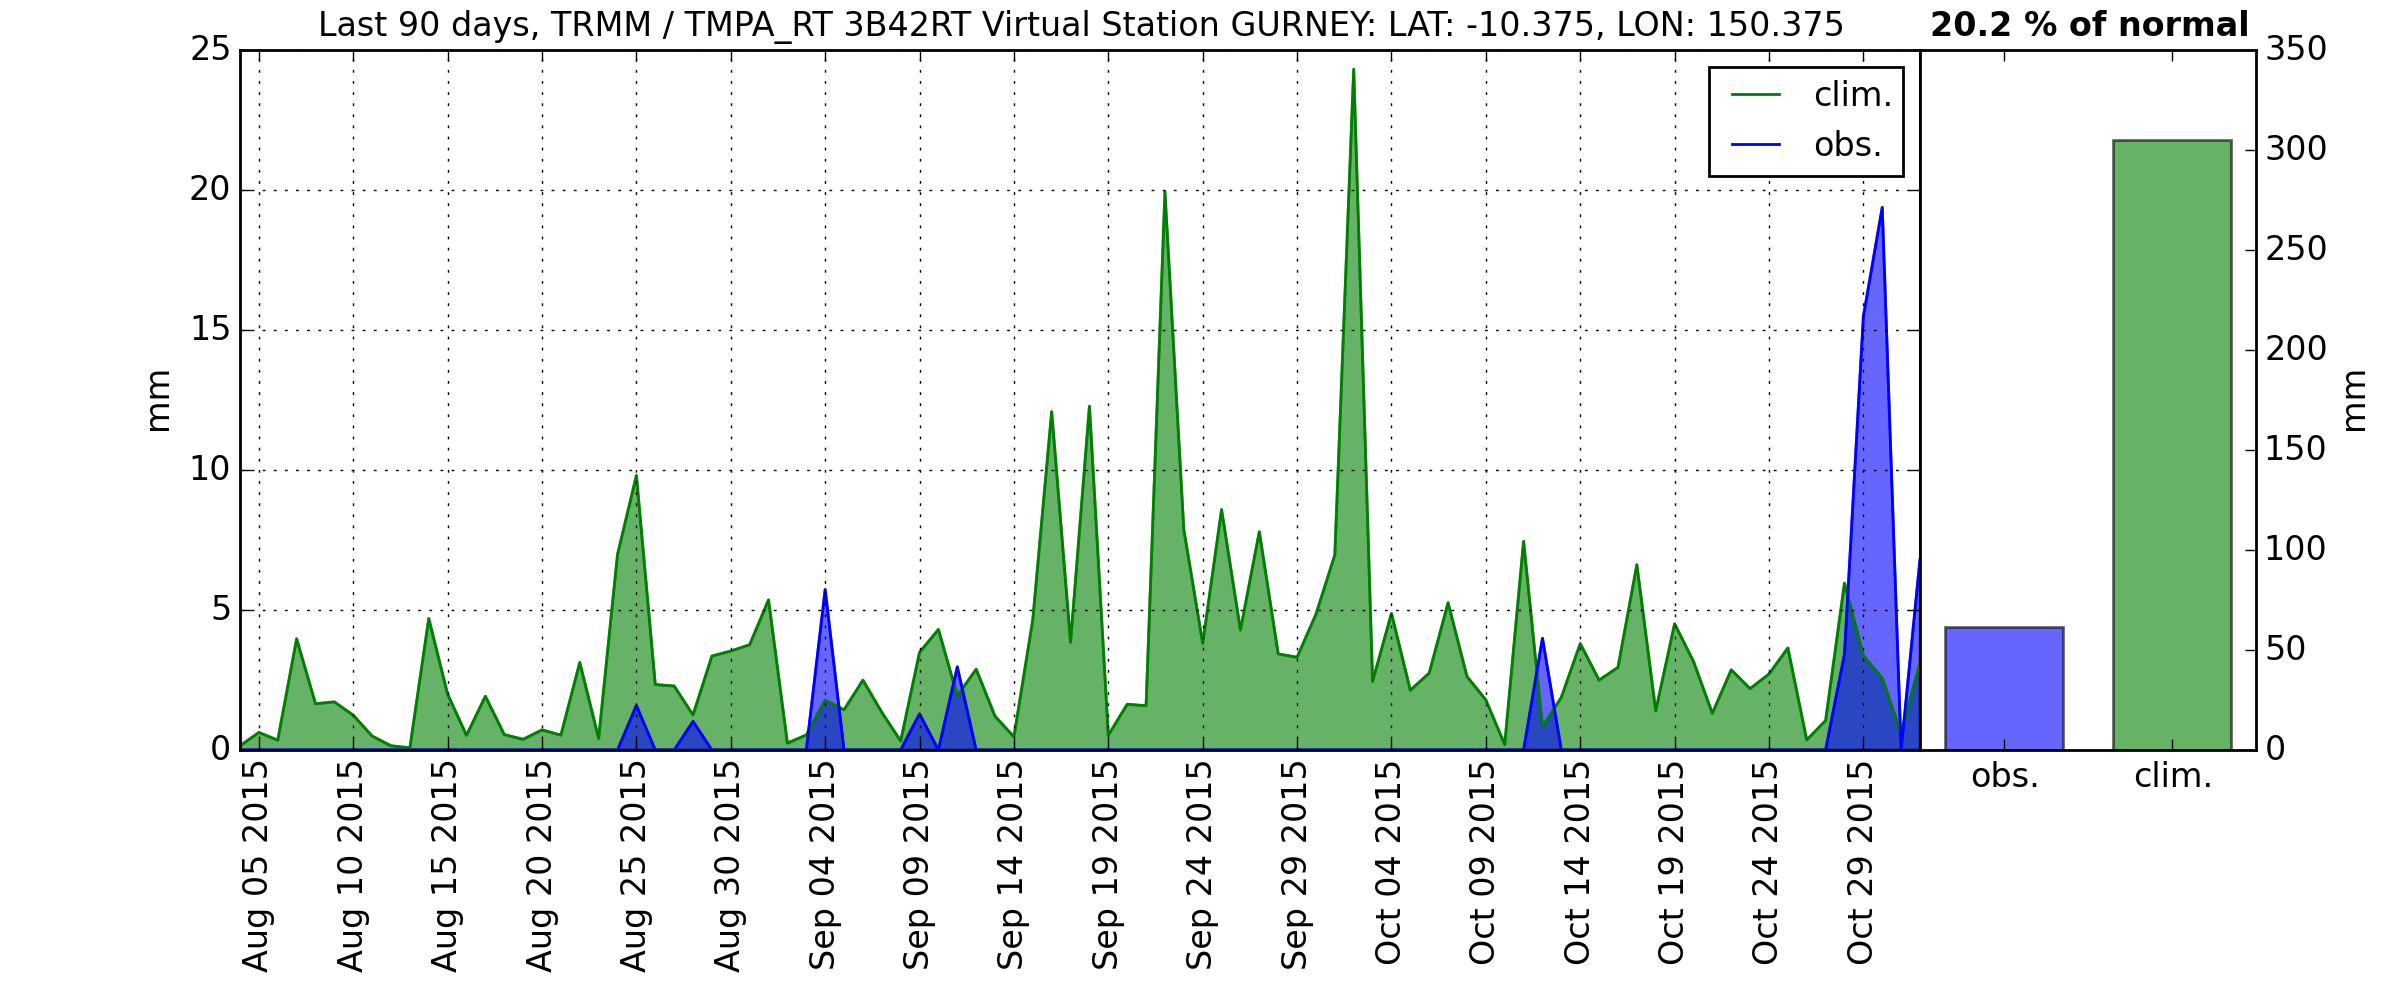 Last 90 days, TRMM / TMPA_RT 3B42RT Virtual Station GURNEY: LAT: -10.375, LON: 150.375
20.2 % of normal
25
20
15
10
5
0
mm
clim.
obs.
350
300
250
200
150
100
50
0
mm
Aug 05 2015
Aug 10 2015
Aug 15 2015
Aug 20 2015
Aug 25 2015
Aug 30 2015
Sep 04 2015
Sep 09 2015
Sep 14 2015
Sep 19 2015
Sep 24 2015
Sep 29 2015
Oct 04 2015
Oct 09 2015
Oct 14 2015
Oct 19 2015
Oct 24 2015
Oct 29 2015
obs.
clim.